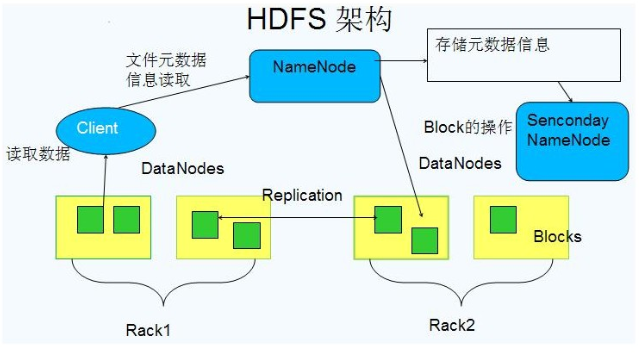 HDFS 架构
文件元数据
信息读取
NameNode
存储元数据信息
Client
Block的操作
Senconday
NameNode
读取数据
DataNodes
DataNodes
Replication
Blocks
Rack1
Rack2